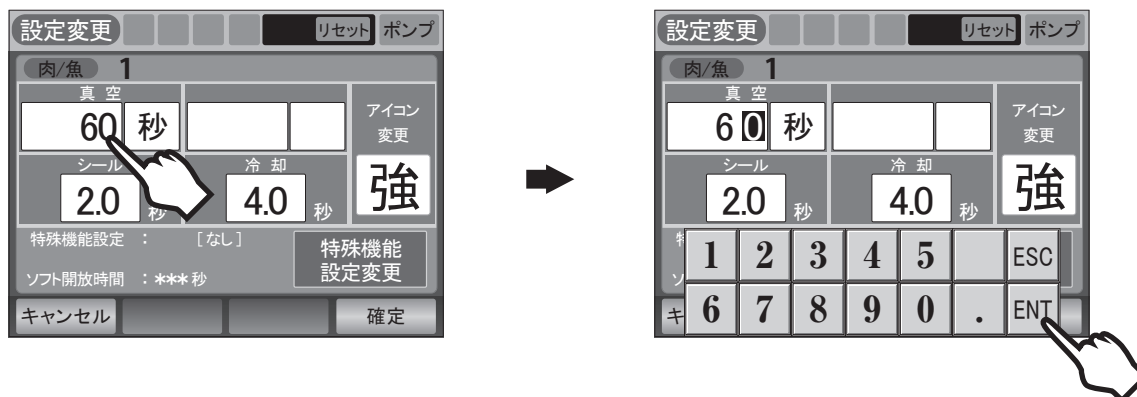 設定変更 リセット ポンプ
肉/魚 1
真 空
60 秒
アイコン
変更
シール 冷 却
2.0 秒 4.0 秒
強
特殊機能設定 : [なし]
ソフト開放時間 : ***秒
特殊機能
設定変更
キャンセル 確定
設定変更 リセット ポンプ
肉/魚 1
真 空
60 秒
アイコン
変更
シール 冷 却
2.0 秒 4.0 秒
強
1 2 3 4 5 ESC
6 7 8 9 0 . ENT